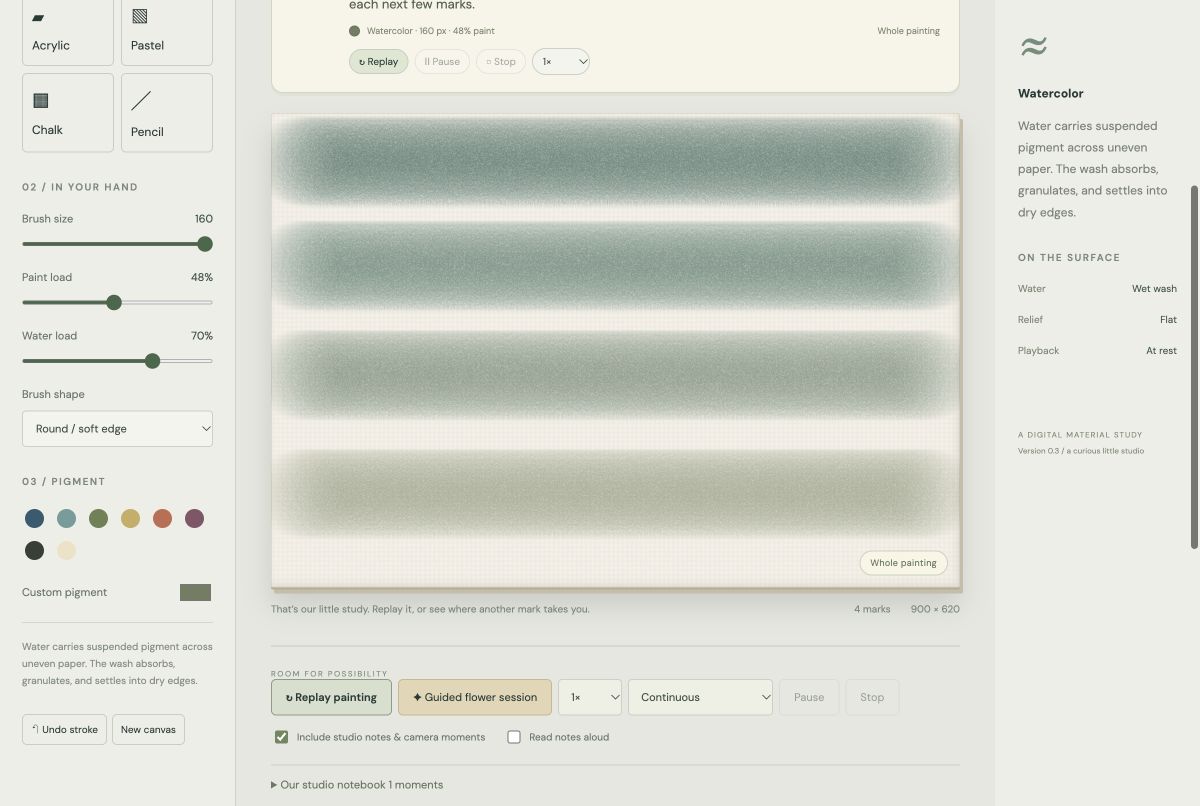 Acrylic
Pastel
Chalk
Pencil
02 / IN YOUR HAND
Brush size 160
Paint load 48%
Water load 70%
Brush shape
Round / soft edge
03 / PIGMENT
Custom pigment
Water carries suspended pigment across
uneven paper. The wash absorbs,
granulates, and settles into dry edges.
Undo stroke
New canvas
each next few marks.
Watercolor · 160 px · 48% paint
Whole painting
↻ Replay
II Pause
▫ Stop
1×
Whole painting
That's our little study. Replay it, or see where another mark takes you.
4 marks
900 × 620
ROOM FOR POSSIBILITY
↻ Replay painting
✦ Guided flower session
1×
Continuous
Pause
Stop
Include studio notes & camera moments
Read notes aloud
▶ Our studio notebook 1 moments
Watercolor
Water carries suspended
pigment across uneven
paper. The wash absorbs,
granulates, and settles into
dry edges.
ON THE SURFACE
Water Wet wash
Relief Flat
Playback At rest
A DIGITAL MATERIAL STUDY
Version 0.3 / a curious little studio